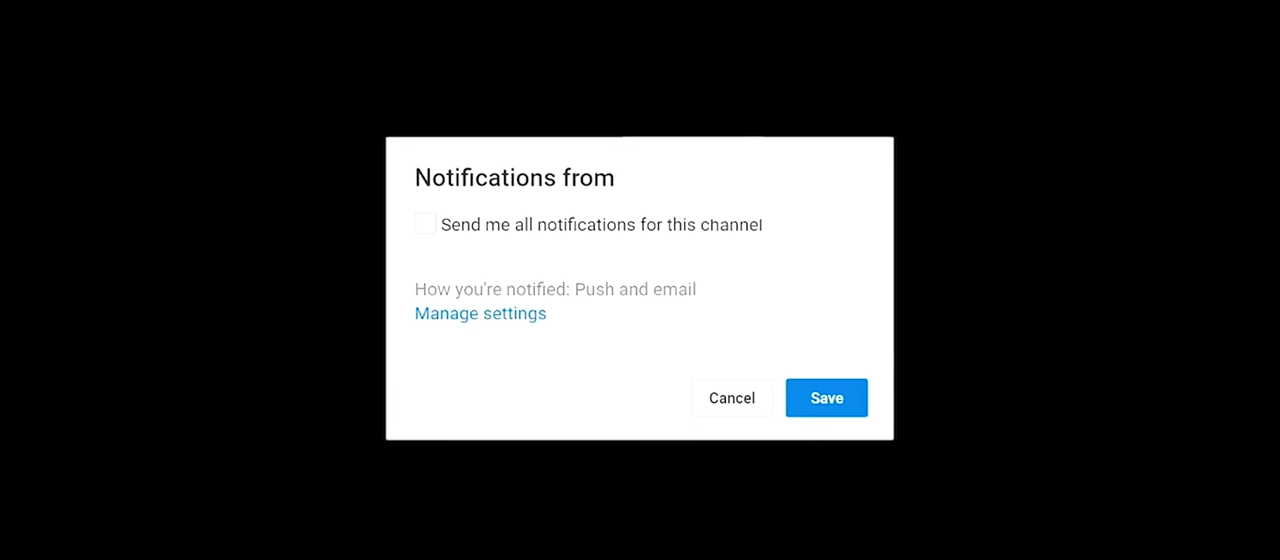 Notifications from
Send me all notifications for this channel
How you're notified: Push and email
Manage settings
Cancel
Save